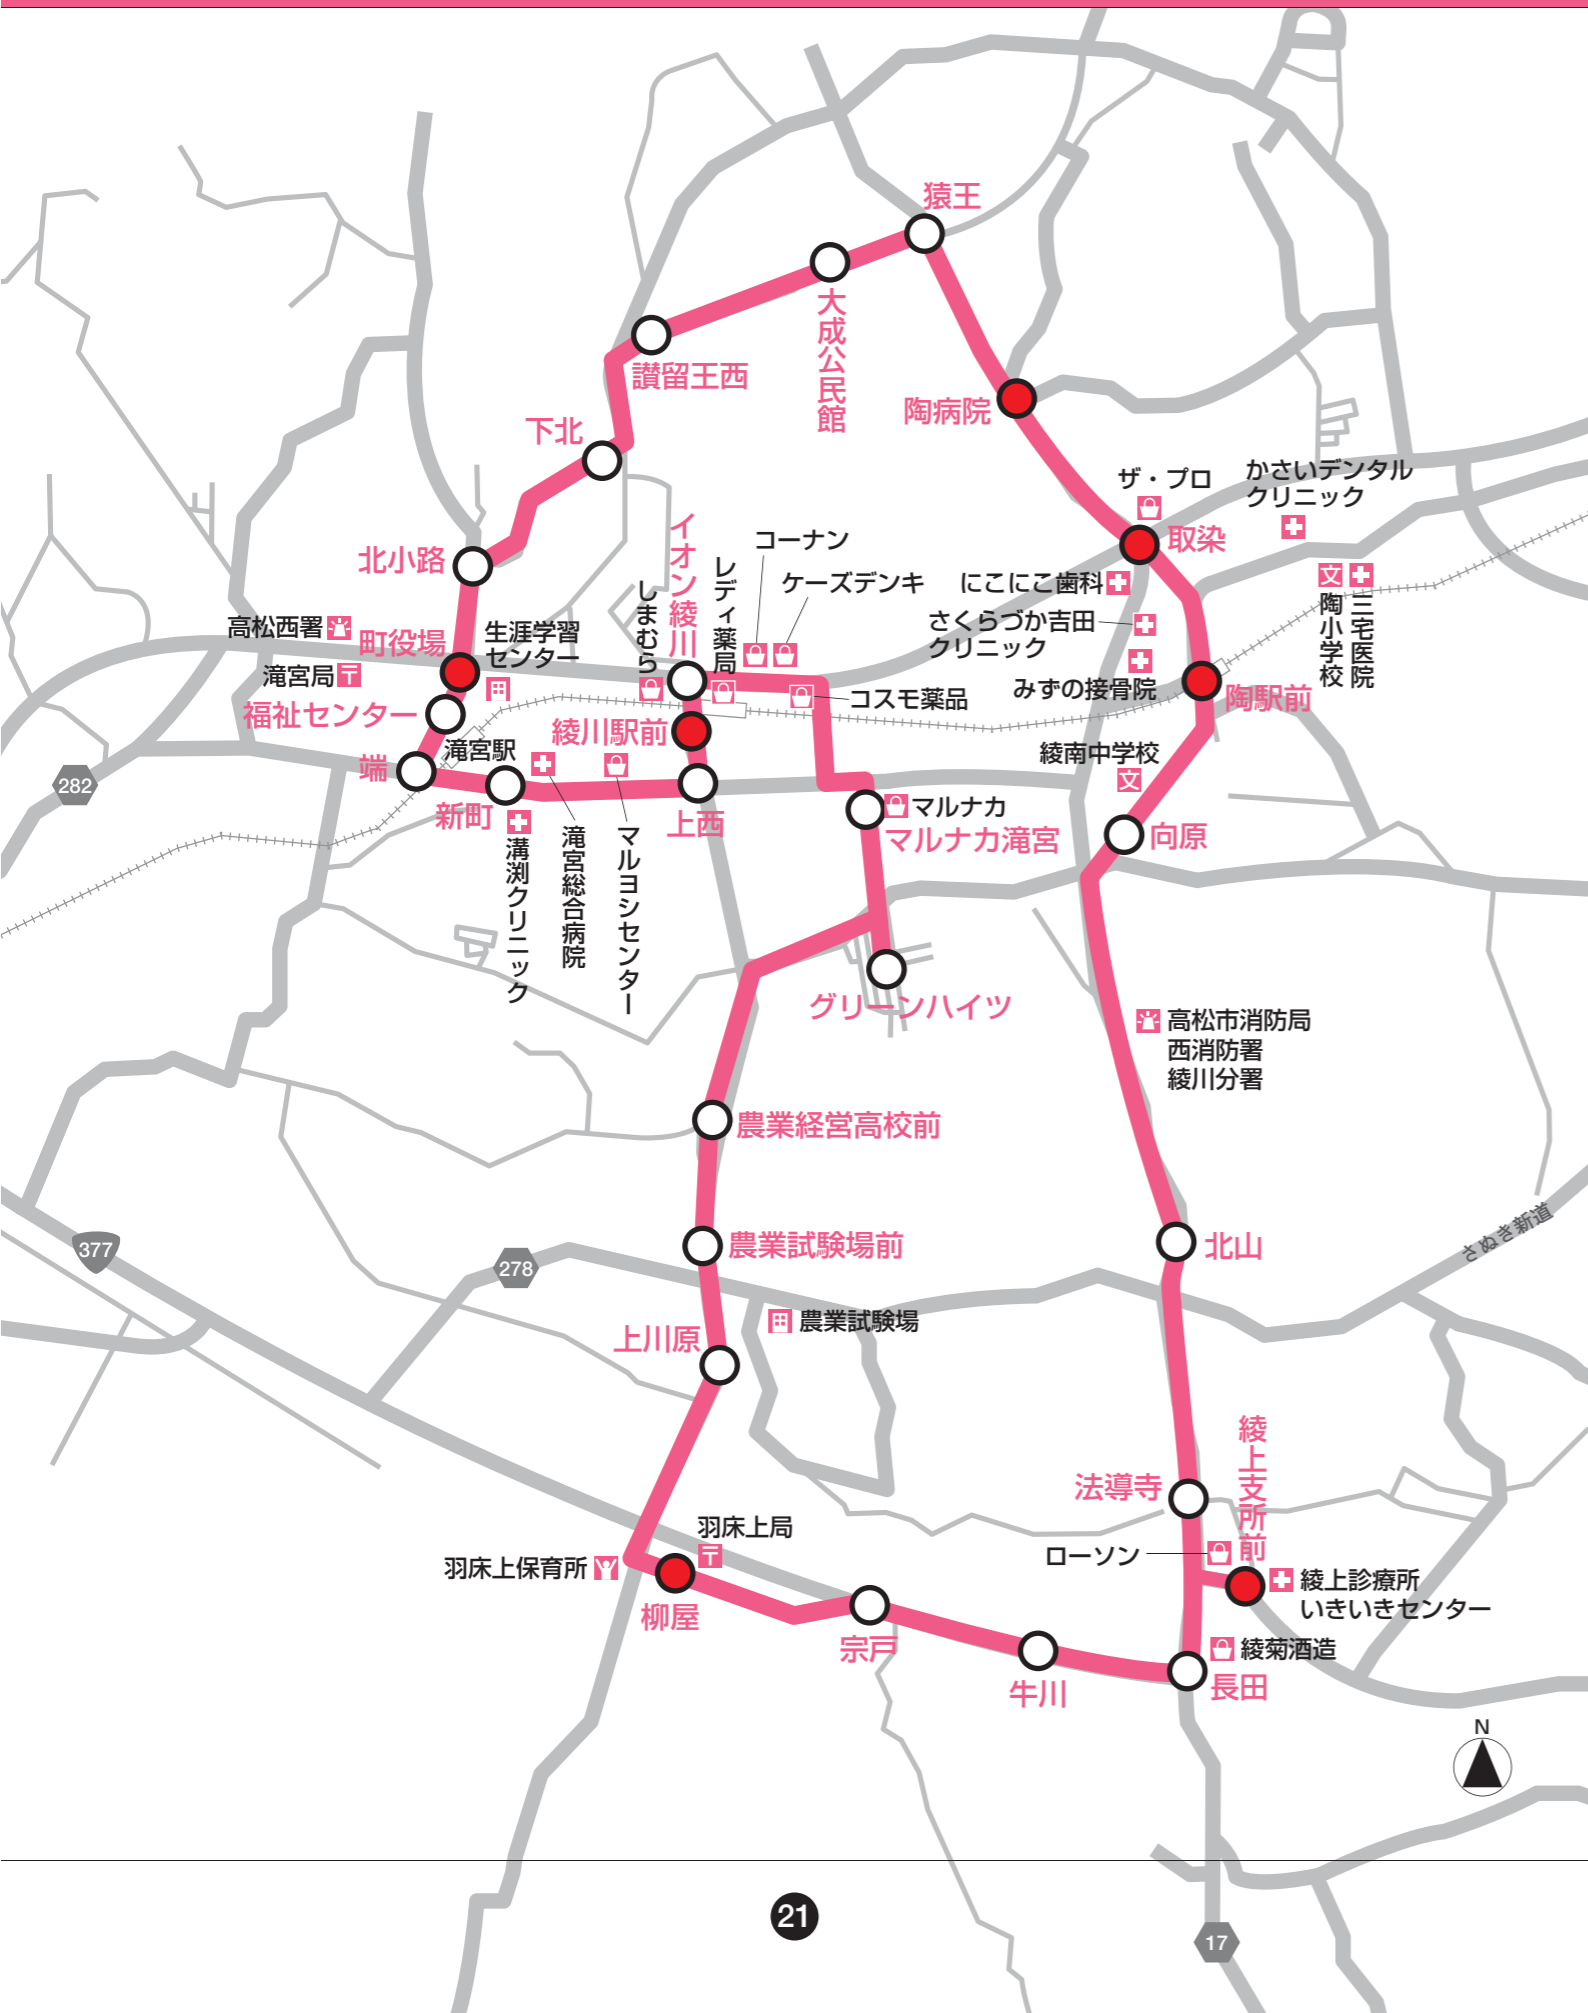 猿王
大成公民館
讃留王西
陶病院
下北
ザ・プロ
かさいデンタル
クリニック
取染
北小路
イオン綾川
コーナン
レディ薬局
ケーズデンキ
しまむら
にこにこ歯科
さくらづか吉田
クリニック
みずの接骨院
陶小学校
三宅医院
高松西署
町役場
生涯学習
センター
滝宮局
福祉センター
コスモ薬品
陶駅前
綾川駅前
滝宮駅
端
綾南中学校
282
新町
上西
マルナカ
マルナカ滝宮
向原
溝渕クリニック
滝宮総合病院
マルヨシセンター
グリーンハイツ
高松市消防局
西消防署
綾川分署
農業経営高校前
農業試験場前
北山
さぬき新道
377
278
農業試験場
上川原
綾上支所前
法導寺
羽床上局
ローソン
羽床上保育所
綾上診療所
いきいきセンター
柳屋
宗戸
綾菊酒造
牛川
長田
N
21
17
文
文